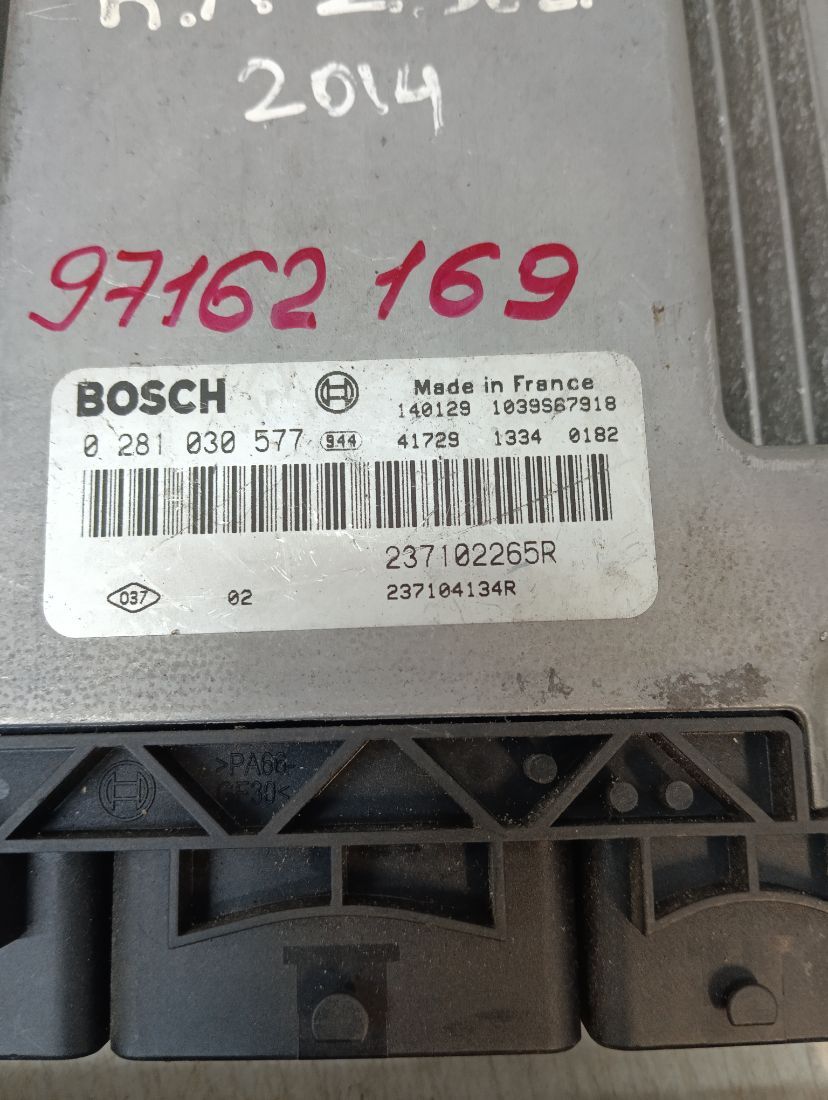 2014
97162 169
BOSCH
Made in France
140129 1039S67918
0 281 030 577 944 41729 1334 0182
237102265R
037 02 237104134R
>PA66-
GF30<